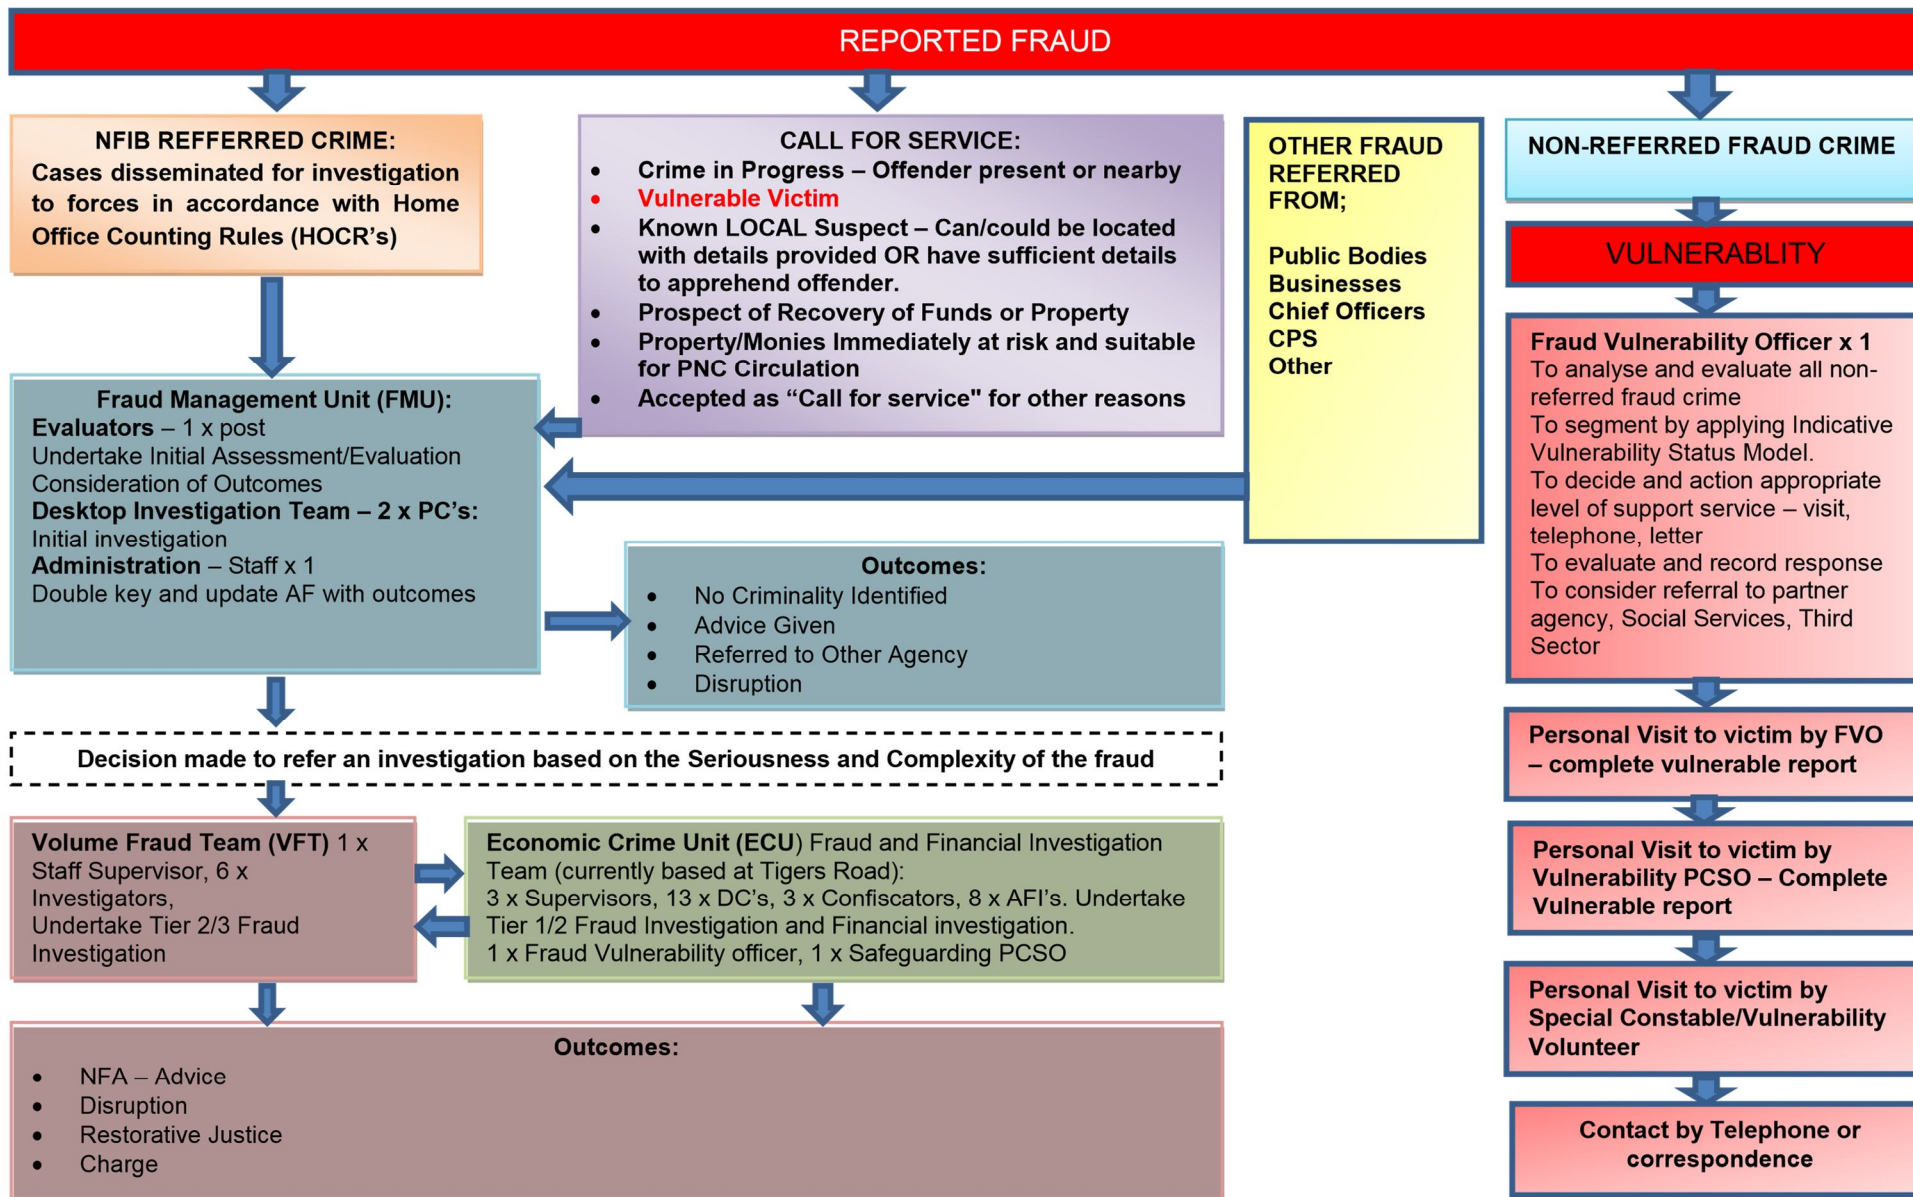 REPORTED FRAUD
NFIB REFFERRED CRIME:
Cases disseminated for investigation
to forces in accordance with Home
Office Counting Rules (HOCR's)
CALL FOR SERVICE:
• Crime in Progress – Offender present or nearby
• Vulnerable Victim
• Known LOCAL Suspect – Can/could be located
with details provided OR have sufficient details
to apprehend offender.
• Prospect of Recovery of Funds or Property
• Property/Monies Immediately at risk and suitable
for PNC Circulation
• Accepted as “Call for service" for other reasons
OTHER FRAUD
REFERRED
FROM;
Public Bodies
Businesses
Chief Officers
CPS
Other
NON-REFERRED FRAUD CRIME
VULNERABLITY
Fraud Vulnerability Officer x 1
To analyse and evaluate all non-
referred fraud crime
To segment by applying Indicative
Vulnerability Status Model.
To decide and action appropriate
level of support service – visit,
telephone, letter
To evaluate and record response
To consider referral to partner
agency, Social Services, Third
Sector
Fraud Management Unit (FMU):
Evaluators – 1 x post
Undertake Initial Assessment/Evaluation
Consideration of Outcomes
Desktop Investigation Team – 2 x PC’s:
Initial investigation
Administration – Staff x 1
Double key and update AF with outcomes
Outcomes:
• No Criminality Identified
• Advice Given
• Referred to Other Agency
• Disruption
Decision made to refer an investigation based on the Seriousness and Complexity of the fraud
Volume Fraud Team (VFT) 1 x
Staff Supervisor, 6 x
Investigators,
Undertake Tier 2/3 Fraud
Investigation
Economic Crime Unit (ECU) Fraud and Financial Investigation
Team (currently based at Tigers Road):
3 x Supervisors, 13 x DC’s, 3 x Confiscators, 8 x AFI’s. Undertake
Tier 1/2 Fraud Investigation and Financial investigation.
1 x Fraud Vulnerability officer, 1 x Safeguarding PCSO
Outcomes:
• NFA – Advice
• Disruption
• Restorative Justice
• Charge
Personal Visit to victim by FVO
– complete vulnerable report
Personal Visit to victim by
Vulnerability PCSO – Complete
Vulnerable report
Personal Visit to victim by
Special Constable/Vulnerability
Volunteer
Contact by Telephone or
correspondence